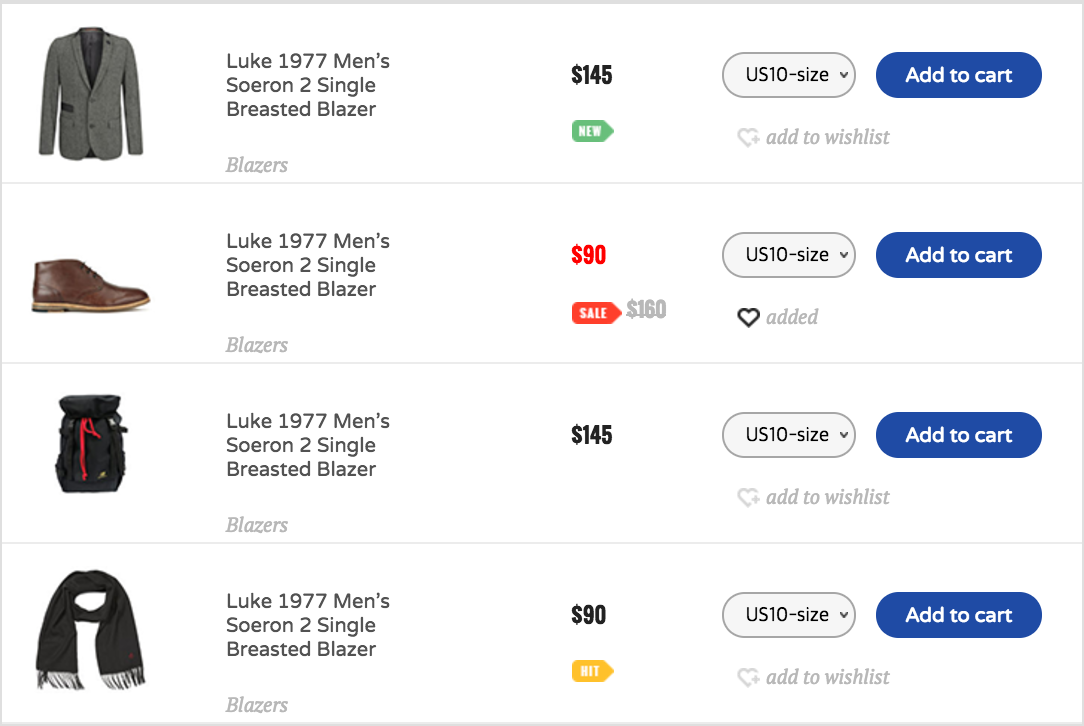 Luke 1977 Men’s
Soeron 2 Single
Breasted Blazer
Blazers
$145
NEW
US10-size
Add to cart
add to wishlist
Luke 1977 Men’s
Soeron 2 Single
Breasted Blazer
Blazers
$90
SALE $160
US10-size
Add to cart
added
Luke 1977 Men’s
Soeron 2 Single
Breasted Blazer
Blazers
$145
US10-size
Add to cart
add to wishlist
Luke 1977 Men’s
Soeron 2 Single
Breasted Blazer
Blazers
$90
HIT
US10-size
Add to cart
add to wishlist